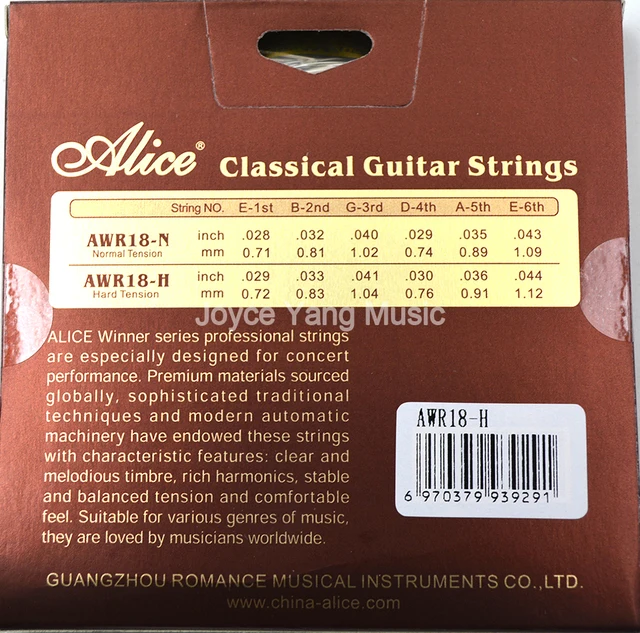 Alice® Classical Guitar Strings
String NO. E-1st B-2nd G-3rd D-4th A-5th E-6th
AWR18-N inch .028 .032 .040 .029 .035 .043
Normal Tension mm 0.71 0.81 1.02 0.74 0.89 1.09
AWR18-H inch .029 .033 .041 .030 .036 .044
Hard Tension mm 0.72 0.83 1.04 0.76 0.91 1.12
Joyce Yang Music
ALICE Winner series professional strings
are especially designed for concert
performance. Premium materials sourced
globally, sophisticated traditional
techniques and modern automatic
machinery have endowed these strings
with characteristic features: clear and
melodious timbre, rich harmonics, stable
and balanced tension and comfortable
feel. Suitable for various genres of music,
they are loved by musicians worldwide.
AWR18-H
6 970379 939291
GUANGZHOU ROMANCE MUSICAL INSTRUMENTS CO.,LTD.
www.china-alice.com